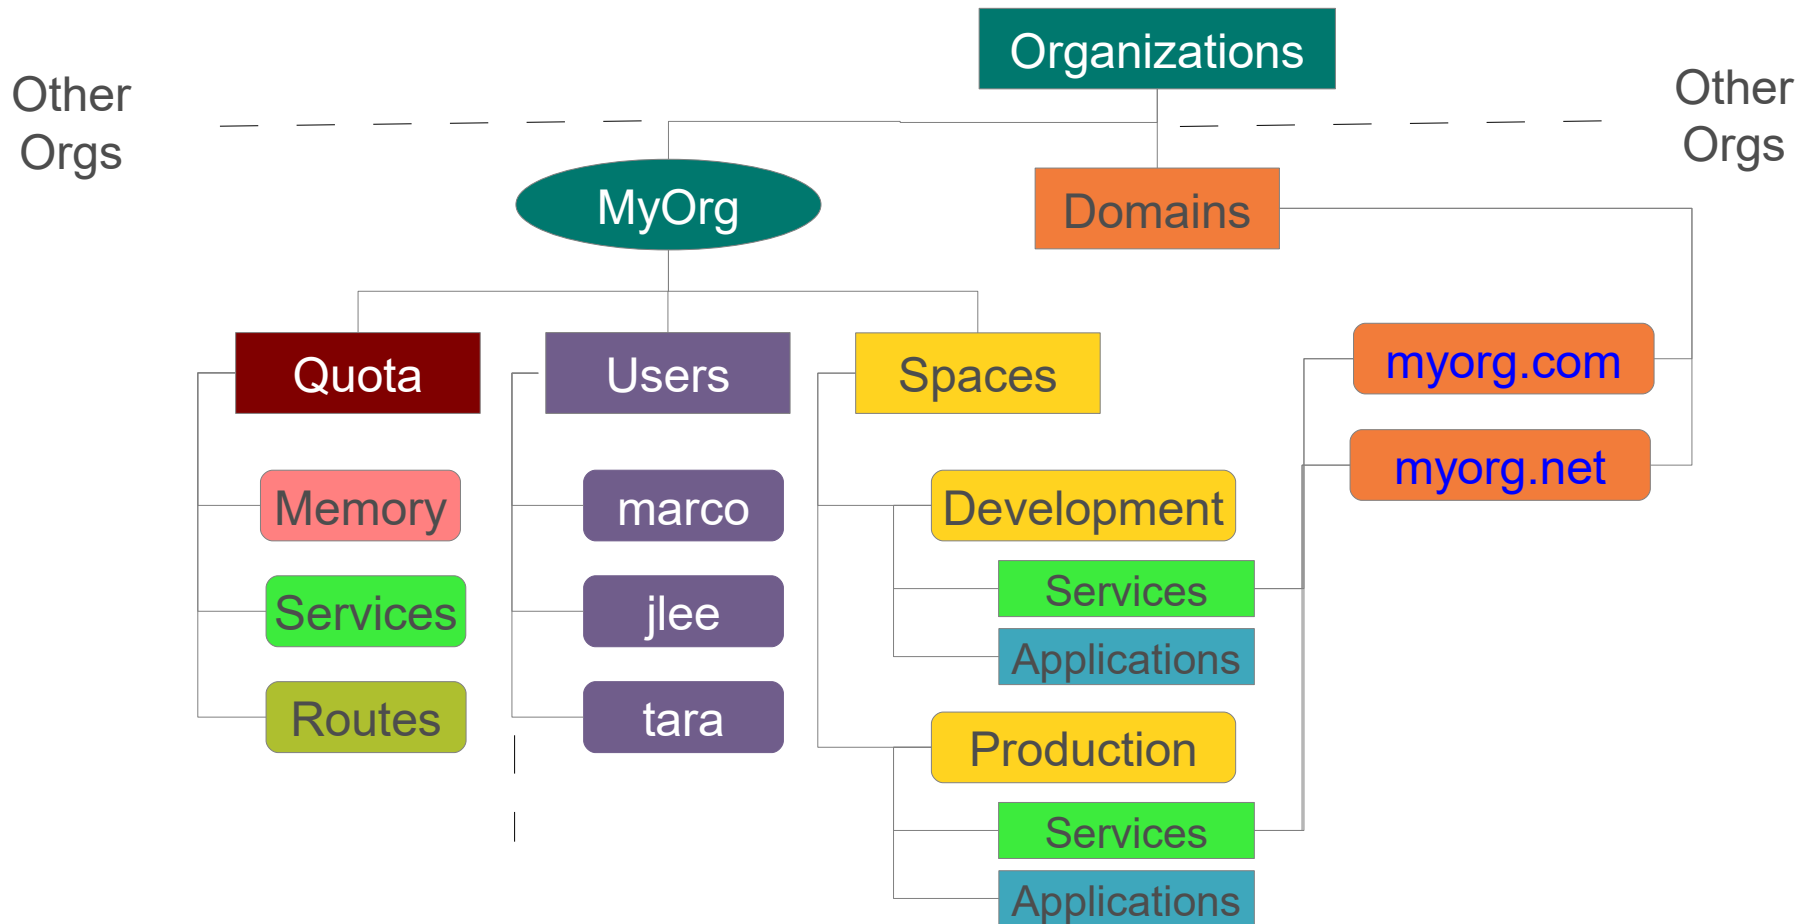 Organizations
Other
Orgs
Other
Orgs
MyOrg
Domains
Quota
Users
Spaces
myorg.com
myorg.net
Memory
marco
Development
Services
jlee
Services
Applications
Routes
tara
Production
Services
Applications